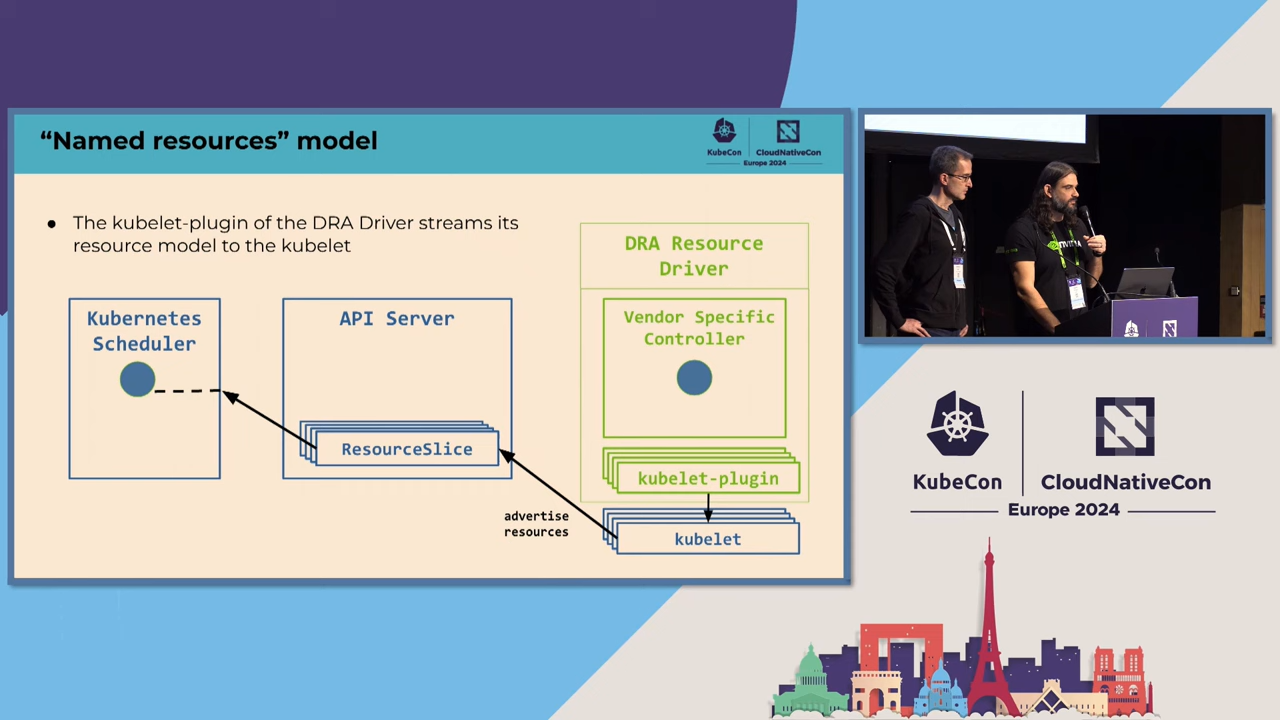 “Named resources” model
KubeCon
CloudNativeCon
Europe 2024
● The kubelet-plugin of the DRA Driver streams its
resource model to the kubelet
Kubernetes
Scheduler
API Server
ResourceSlice
advertise
resources
DRA Resource
Driver
Vendor Specific
Controller
kubelet-plugin
kubelet
NVIDIA
KubeCon
CloudNativeCon
Europe 2024